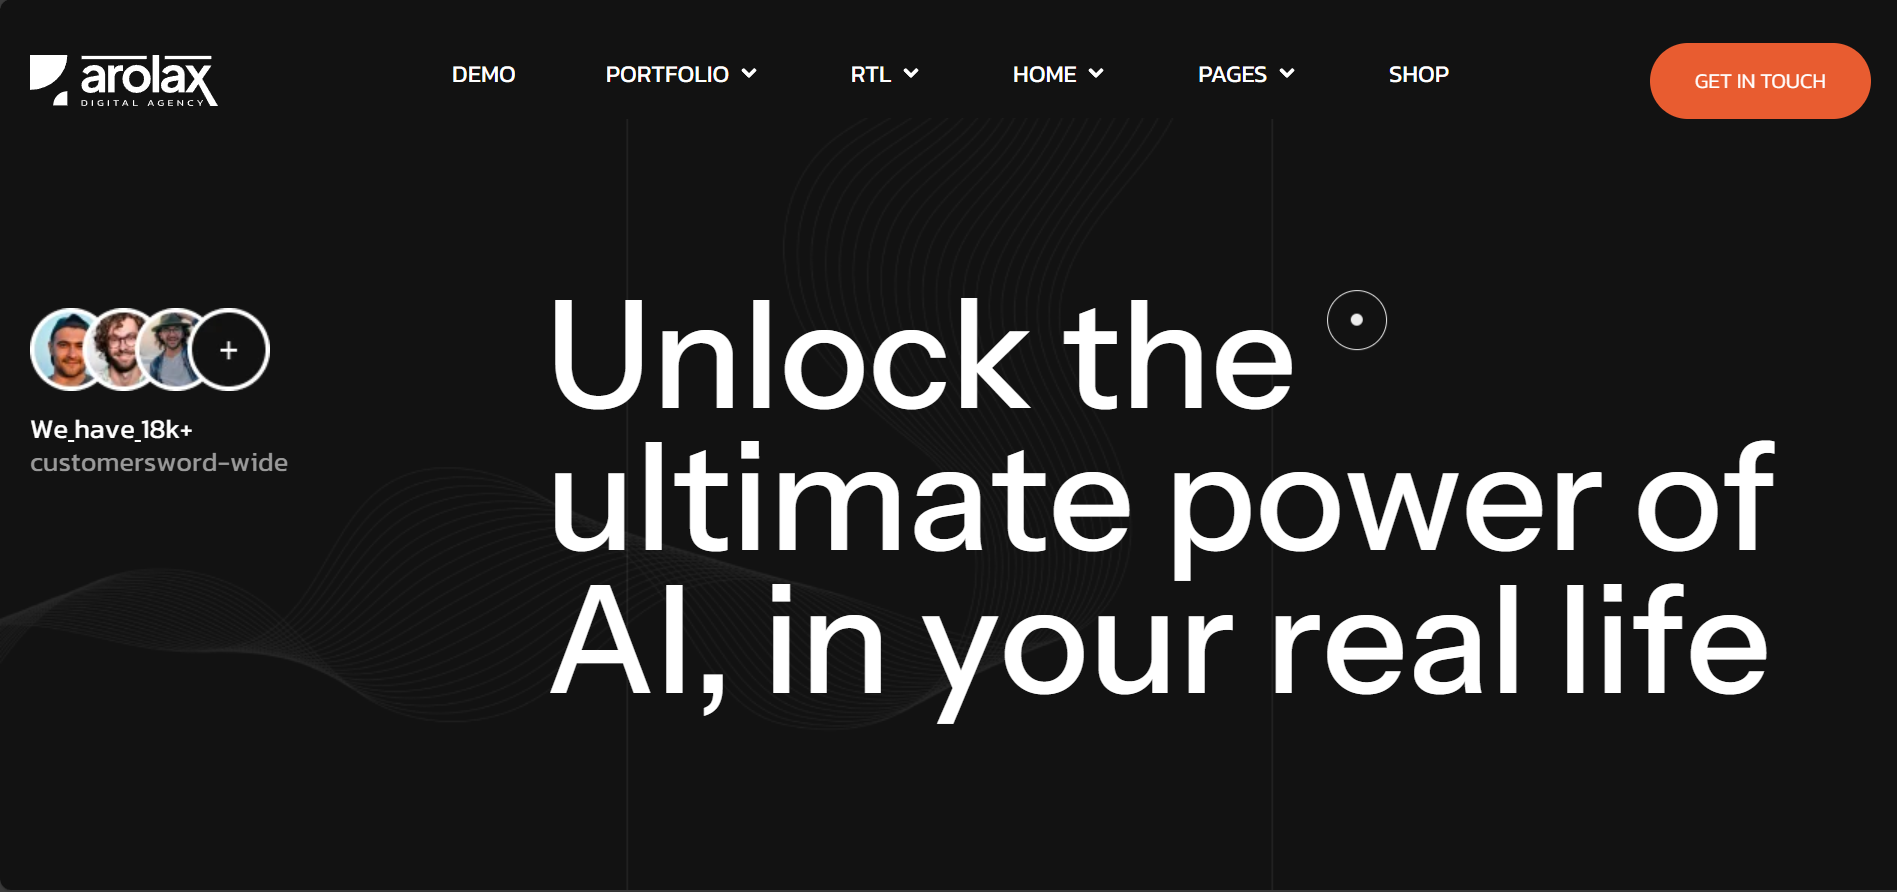 arolax
DIGITAL AGENCY
DEMO
PORTFOLIO
RTL
HOME
PAGES
SHOP
GET IN TOUCH
+
We_have_18k+
customersword-wide
Unlock the
ultimate power of
AI, in your real life